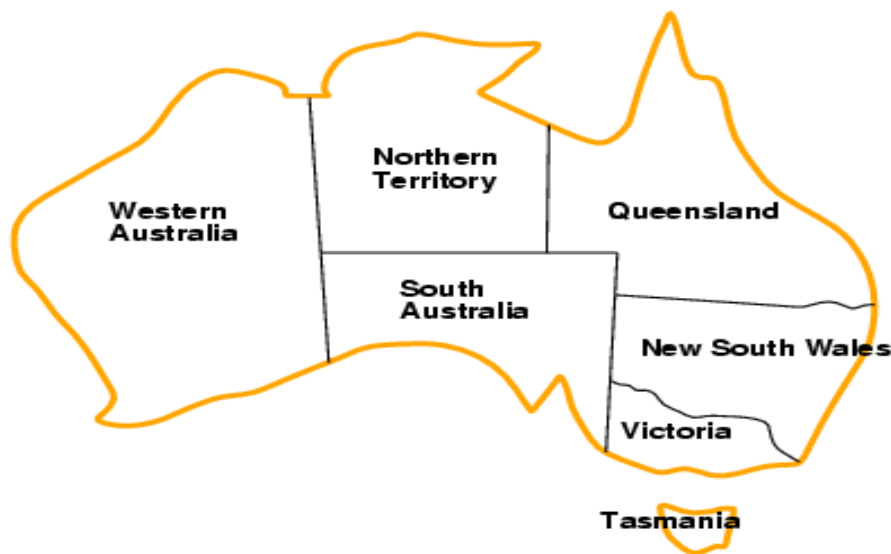 Northern
Territory
Western
Australia
Queensland
South
Australia
New South Wales
Victoria
Tasmania